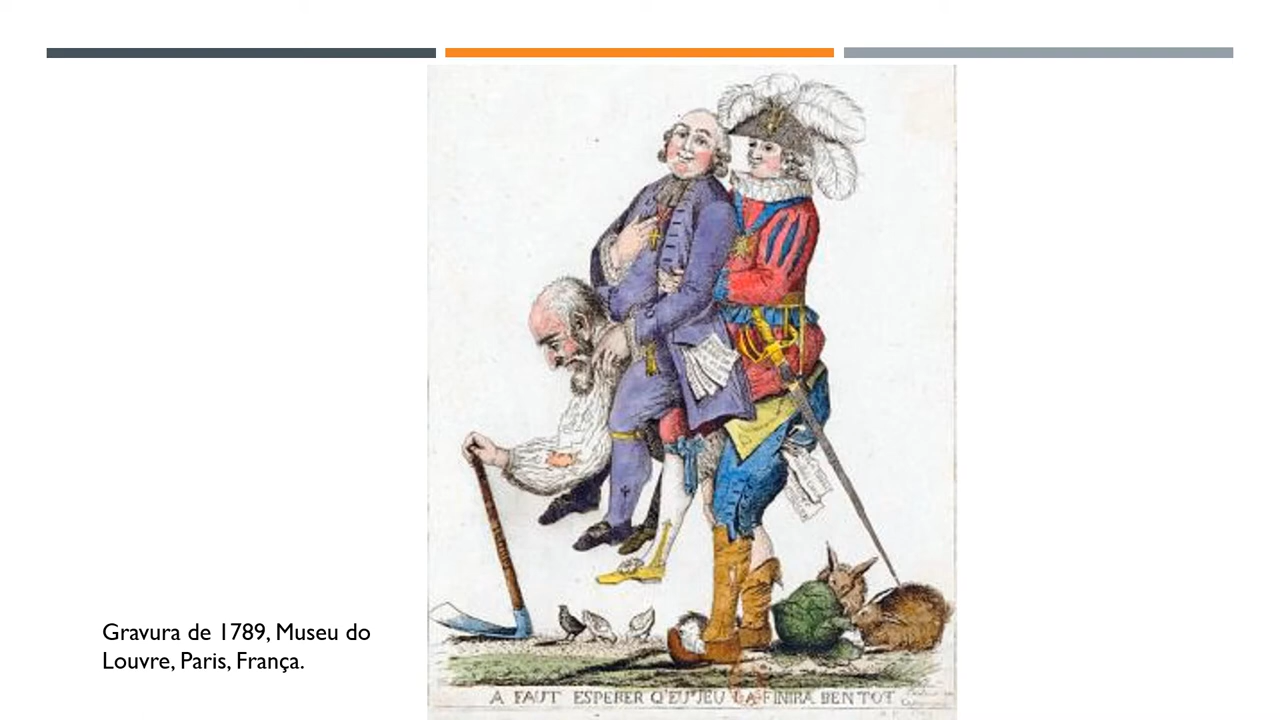 Gravura de 1789, Museu do
Louvre, Paris, França.
A FAUT ESPERER Q'EU'JEU LA FINIRA BENTOT